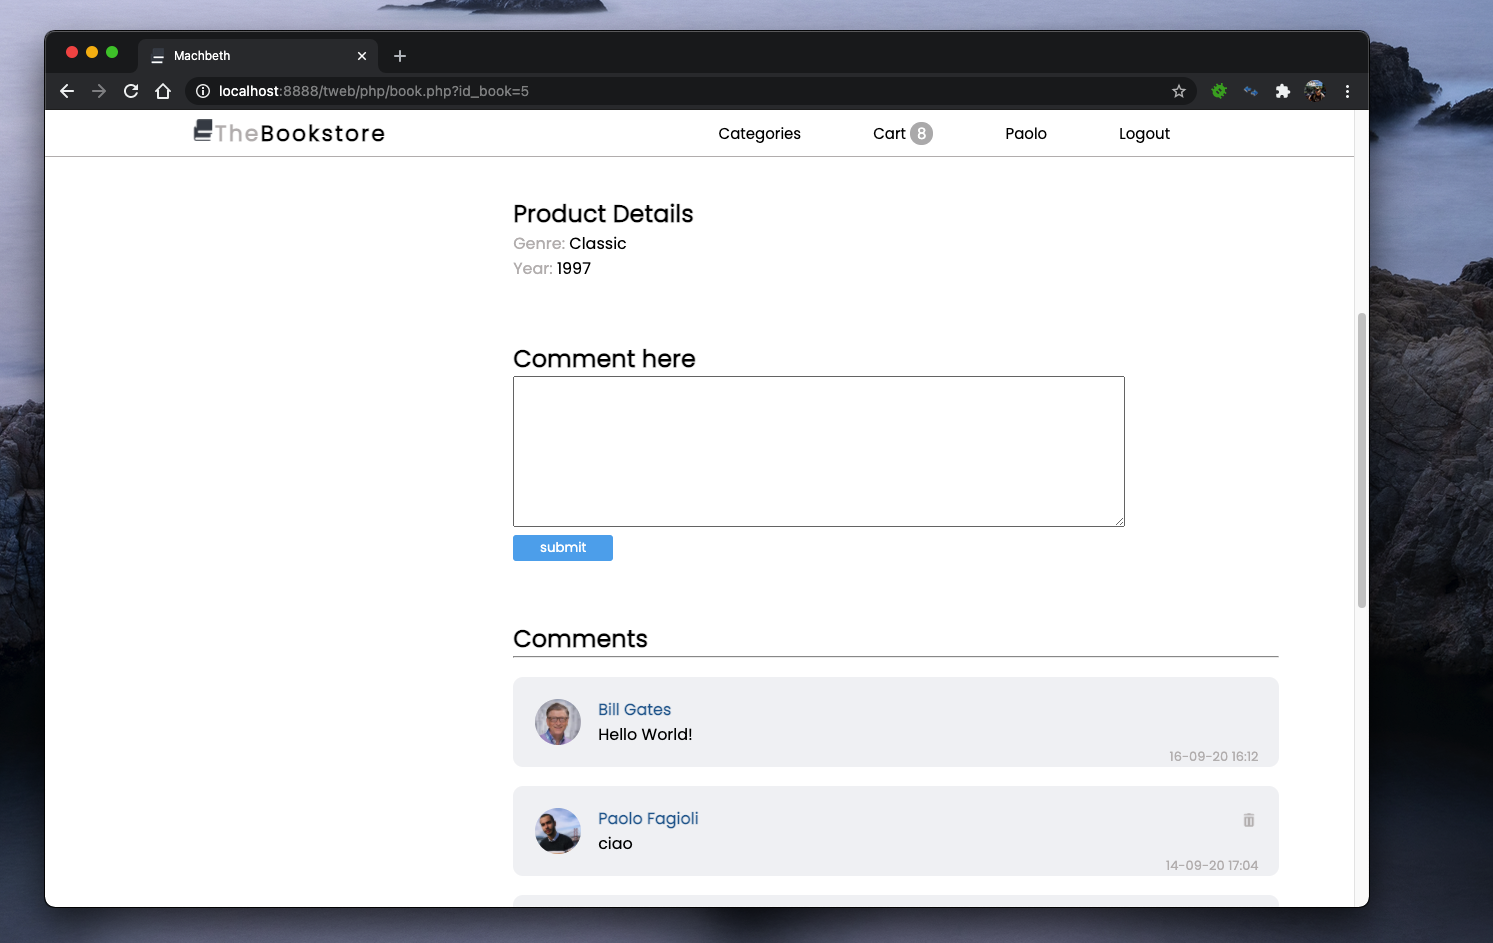 Machbeth
localhost:8888/tweb/php/book.php?id_book=5
TheBookstore
Categories
Cart 8
Paolo
Logout
Product Details
Genre: Classic
Year: 1997
Comment here
submit
Comments
Bill Gates
Hello World!
16-09-20 16:12
Paolo Fagioli
ciao
14-09-20 17:04